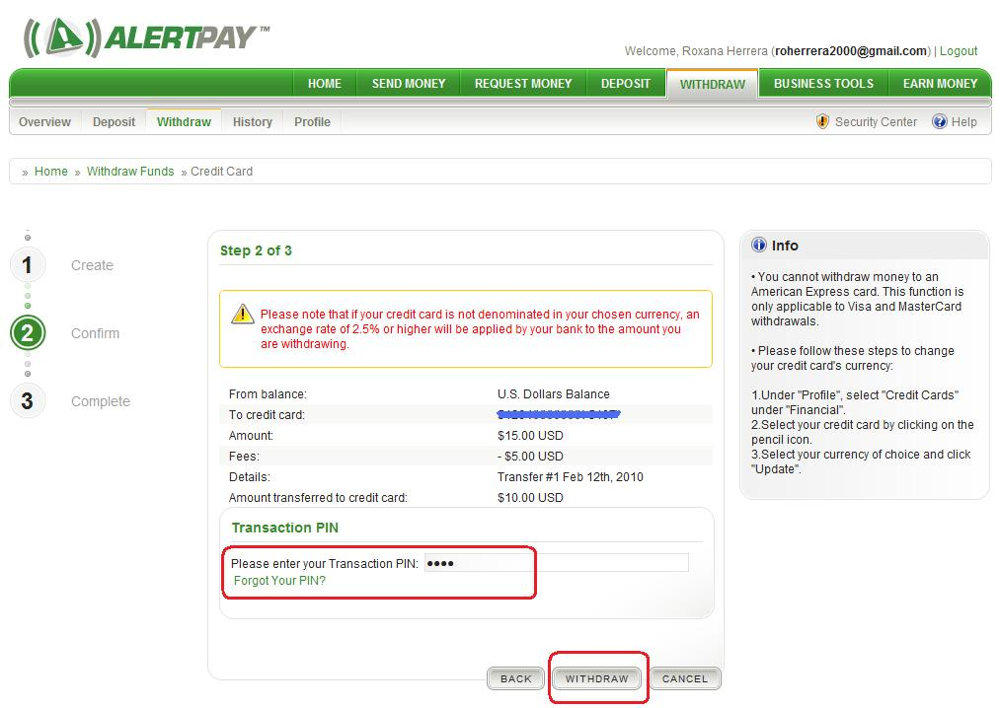 ALERTPAY™
Welcome, Roxana Herrera (roherrera2000@gmail.com) | Logout
HOME SEND MONEY REQUEST MONEY DEPOSIT WITHDRAW BUSINESS TOOLS EARN MONEY
Overview Deposit Withdraw History Profile Security Center Help
» Home » Withdraw Funds » Credit Card
1 Create
2 Confirm
3 Complete
Step 2 of 3
Please note that if your credit card is not denominated in your chosen currency, an
exchange rate of 2.5% or higher will be applied by your bank to the amount you
are withdrawing.
From balance: U.S. Dollars Balance
To credit card:
Amount: $15.00 USD
Fees: - $5.00 USD
Details: Transfer #1 Feb 12th, 2010
Amount transferred to credit card: $10.00 USD
Transaction PIN
Please enter your Transaction PIN: ●●●●
Forgot Your PIN?
BACK WITHDRAW CANCEL
Info
• You cannot withdraw money to an
American Express card. This function is
only applicable to Visa and MasterCard
withdrawals.
• Please follow these steps to change
your credit card's currency:
1.Under "Profile", select "Credit Cards"
under "Financial".
2.Select your credit card by clicking on the
pencil icon.
3.Select your currency of choice and click
"Update".